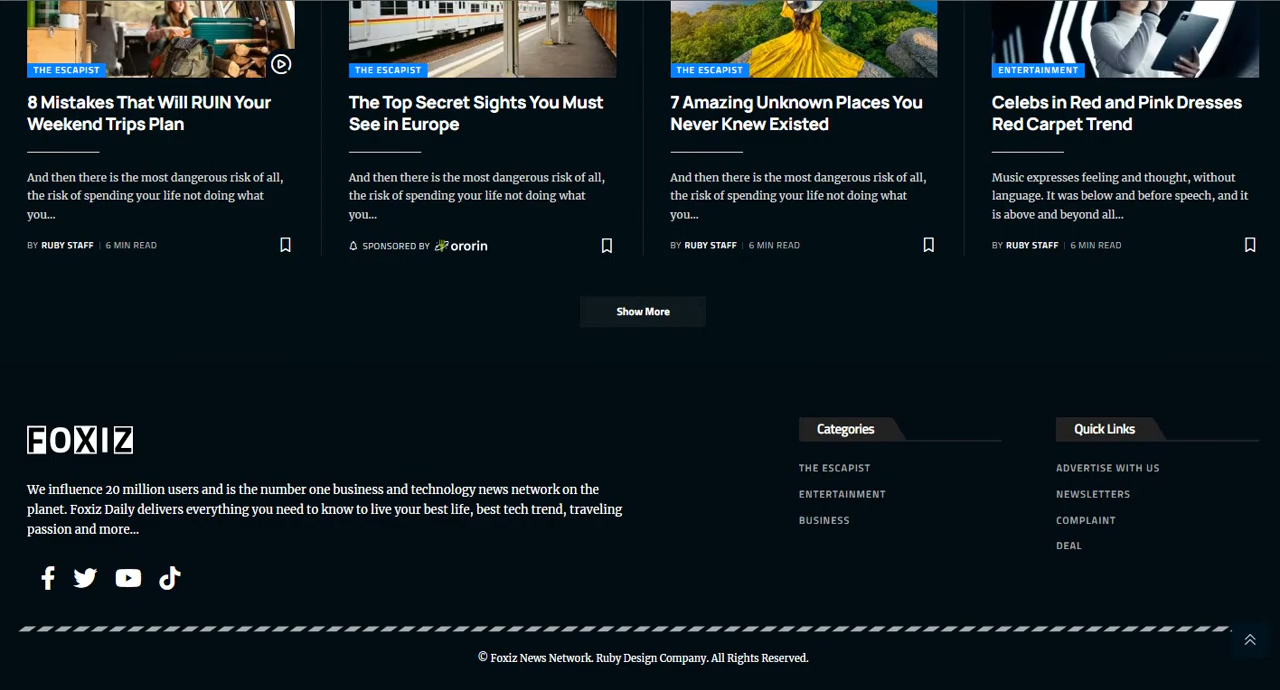 THE ESCAPIST
8 Mistakes That Will RUIN Your
Weekend Trips Plan
And then there is the most dangerous risk of all,
the risk of spending your life not doing what
you...
BY RUBY STAFF | 6 MIN READ
THE ESCAPIST
The Top Secret Sights You Must
See in Europe
And then there is the most dangerous risk of all,
the risk of spending your life not doing what
you...
SPONSORED BY ororin
THE ESCAPIST
7 Amazing Unknown Places You
Never Knew Existed
And then there is the most dangerous risk of all,
the risk of spending your life not doing what
you...
BY RUBY STAFF | 6 MIN READ
ENTERTAINMENT
Celebs in Red and Pink Dresses
Red Carpet Trend
Music expresses feeling and thought, without
language. It was below and before speech, and it
is above and beyond all...
BY RUBY STAFF | 6 MIN READ
Show More
FOXIZ
We influence 20 million users and is the number one business and technology news network on the
planet. Foxiz Daily delivers everything you need to know to live your best life, best tech trend, traveling
passion and more...
Categories
THE ESCAPIST
ENTERTAINMENT
BUSINESS
Quick Links
ADVERTISE WITH US
NEWSLETTERS
COMPLAINT
DEAL
© Foxiz News Network. Ruby Design Company. All Rights Reserved.